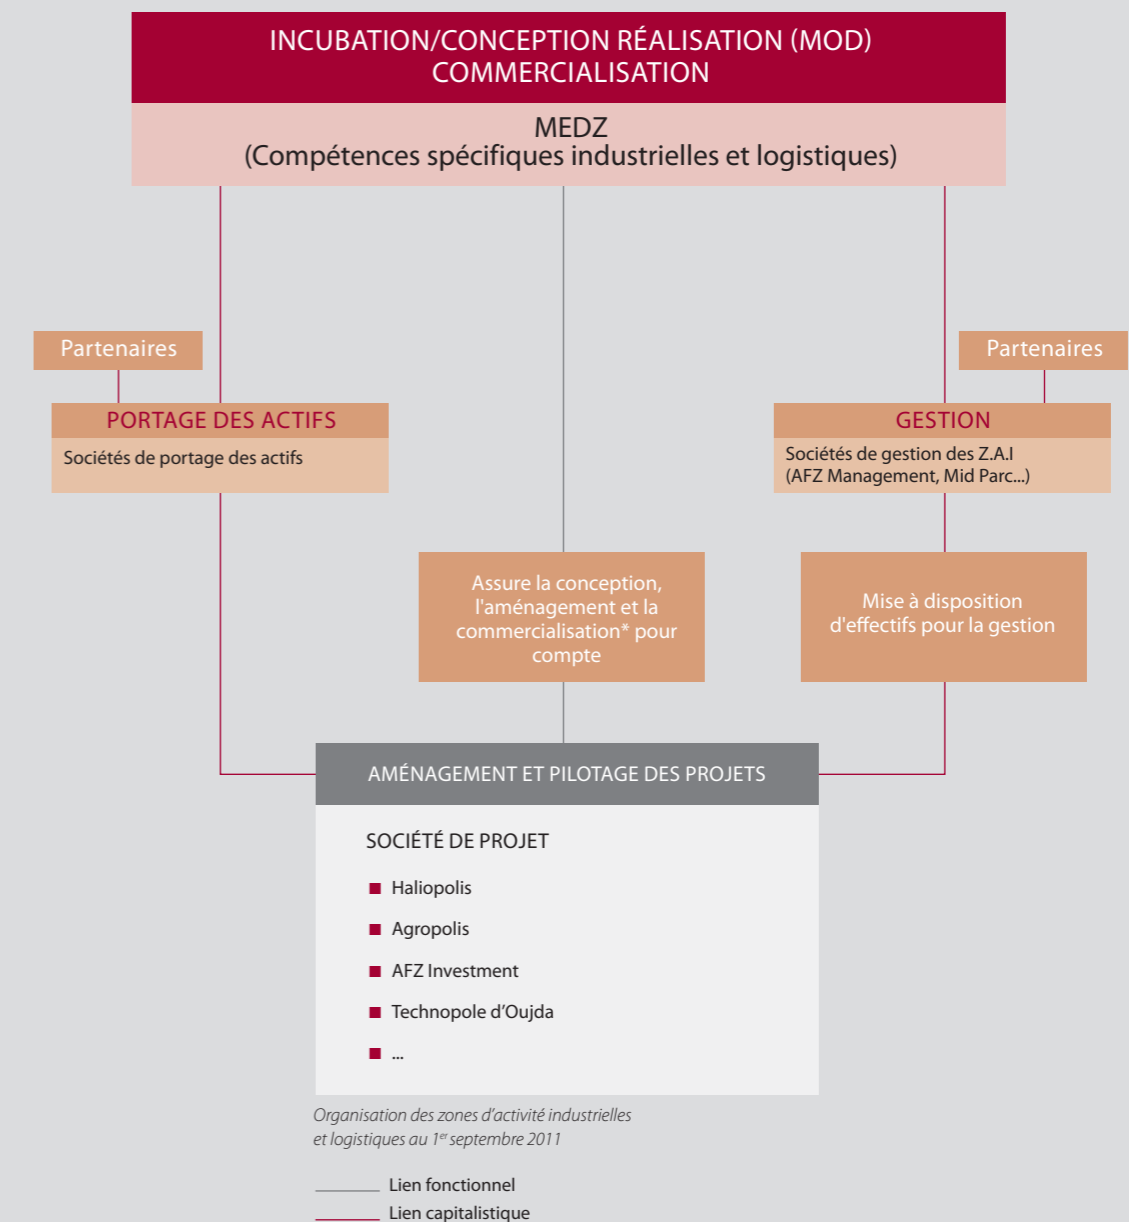 INCUBATION/CONCEPTION RÉALISATION (MOD)
COMMERCIALISATION
MEDZ
(Compétences spécifiques industrielles et logistiques)
Partenaires
Partenaires
PORTAGE DES ACTIFS
Sociétés de portage des actifs
GESTION
Sociétés de gestion des Z.A.I
(AFZ Management, Mid Parc...)
Assure la conception,
l'aménagement et la
commercialisation* pour
compte
Mise à disposition
d'effectifs pour la gestion
AMÉNAGEMENT ET PILOTAGE DES PROJETS
SOCIÉTÉ DE PROJET
Haliopolis
Agropolis
AFZ Investment
Technopole d’Oujda
...
Organisation des zones d’activité industrielles
et logistiques au 1er septembre 2011
Lien fonctionnel
Lien capitalistique